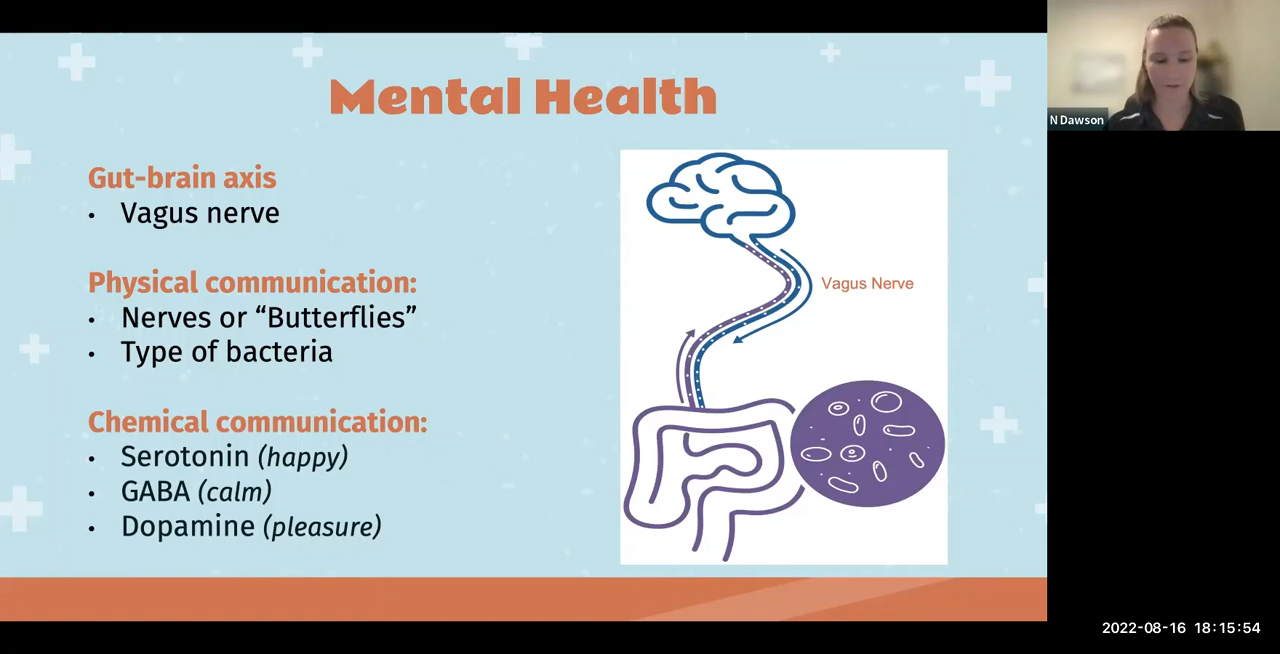 Mental Health
Gut-brain axis
• Vagus nerve
Physical communication:
• Nerves or “Butterflies”
• Type of bacteria
Chemical communication:
• Serotonin (happy)
• GABA (calm)
• Dopamine (pleasure)
Vagus Nerve
N Dawson
2022-08-16 18:15:54